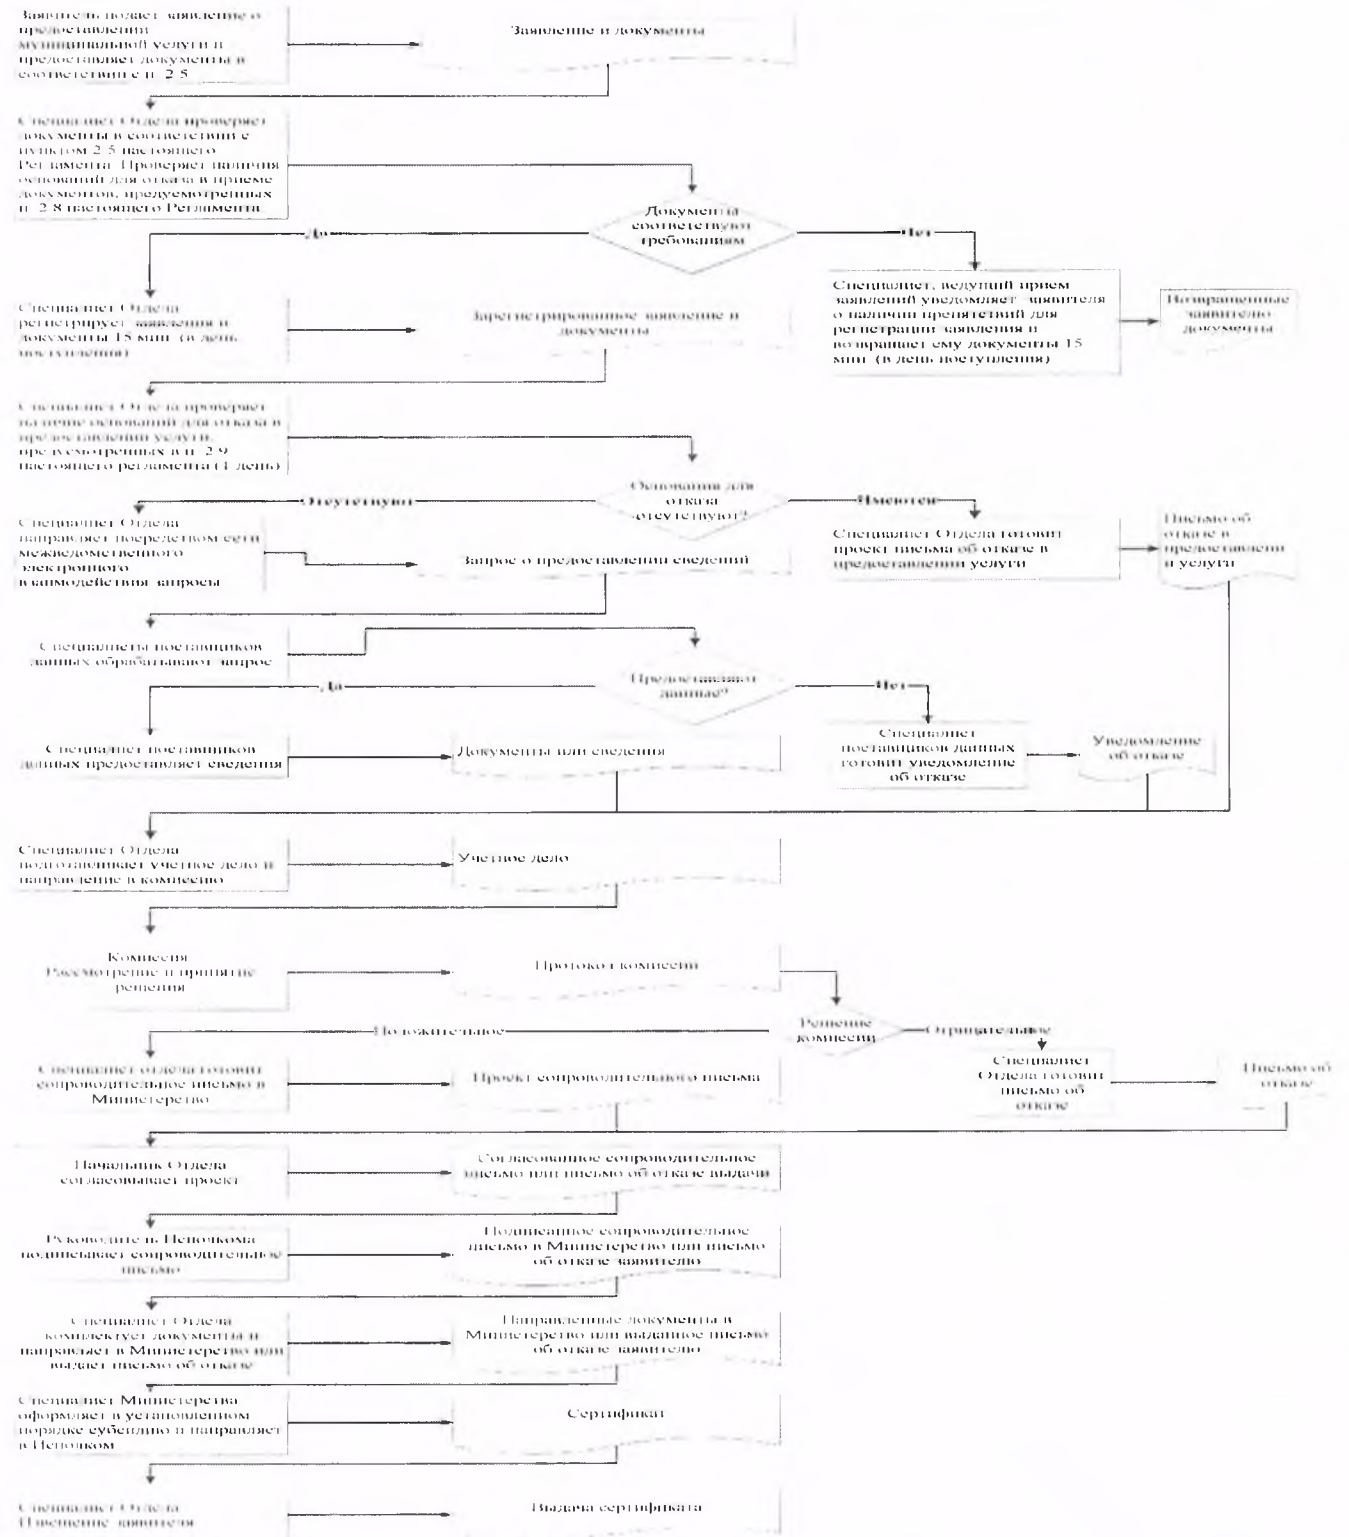 Заявитель подает заявление о
предоставлении
муниципальной услуги и
предоставляет документы в
соответствии с п. 2.5
Заявление и документы
Специалист Отдела проверяет
документы в соответствии с
пунктом 2.5 настоящего
Регламента. Проверяет наличия
оснований для отказа в приеме
документов, предусмотренных
п. 2.8 настоящего Регламента
Документы
соответствуют
требованиям
Да
Нет
Специалист Отдела
регистрирует заявления и
документы 15 мин. (в день
поступления)
Зарегистрированное заявление и
документы
Специалист, ведущий прием
заявлений уведомляет заявителя
о наличии препятствий для
регистрации заявления и
возвращает ему документы 15
мин. (в день поступления)
Возвращенные
заявителю
документы
Специалист Отдела проверяет
наличие оснований для отказа в
предоставлении услуги,
предусмотренных в п. 2.9
настоящего регламента (1 день)
Основания для
отказа
отсутствуют?
Отсутствуют
Имеются
Специалист Отдела
направляет посредством сети
межведомственного
электронного
взаимодействия запросы
Запрос о предоставлении сведений
Специалист Отдела готовит
проект письма об отказе в
предоставлении услуги
Письмо об
отказе в
предоставлени
и услуги
Специалисты поставщиков
данных обрабатывают запрос
Предоставляют
данные?
Да
Нет
Специалист поставщиков
данных предоставляет сведения
Документы или сведения
Специалист
поставщиков данных
готовит уведомление
об отказе
Уведомление
об отказе
Специалист Отдела
подготавливает учетное дело и
направление в комиссию
Учетное дело
Комиссия
Рассмотрение и принятие
решения
Протокол комиссии
Решение
комиссии
Положительное
Отрицательное
Специалист отдела готовит
сопроводительное письмо в
Министерство
Проект сопроводительного письма
Специалист
Отдела готовит
письмо об
отказе
Письмо об
отказе
Начальник Отдела
согласовывает проект
Согласованное сопроводительное
письмо или письмо об отказе выдачи
Руководитель Исполкома
подписывает сопроводительное
письмо
Подписанное сопроводительное
письмо в Министерство или письмо
об отказе заявителю
Специалист Отдела
комплектует документы и
направляет в Министерство или
выдает письмо об отказе
Направленные документы в
Министерство или выданное письмо
об отказе заявителю
Специалист Министерства
оформляет в установленном
порядке субсидию и направляет
в Исполком
Сертификат
Специалист Отдела
Извещение заявителя
Выдача сертификата